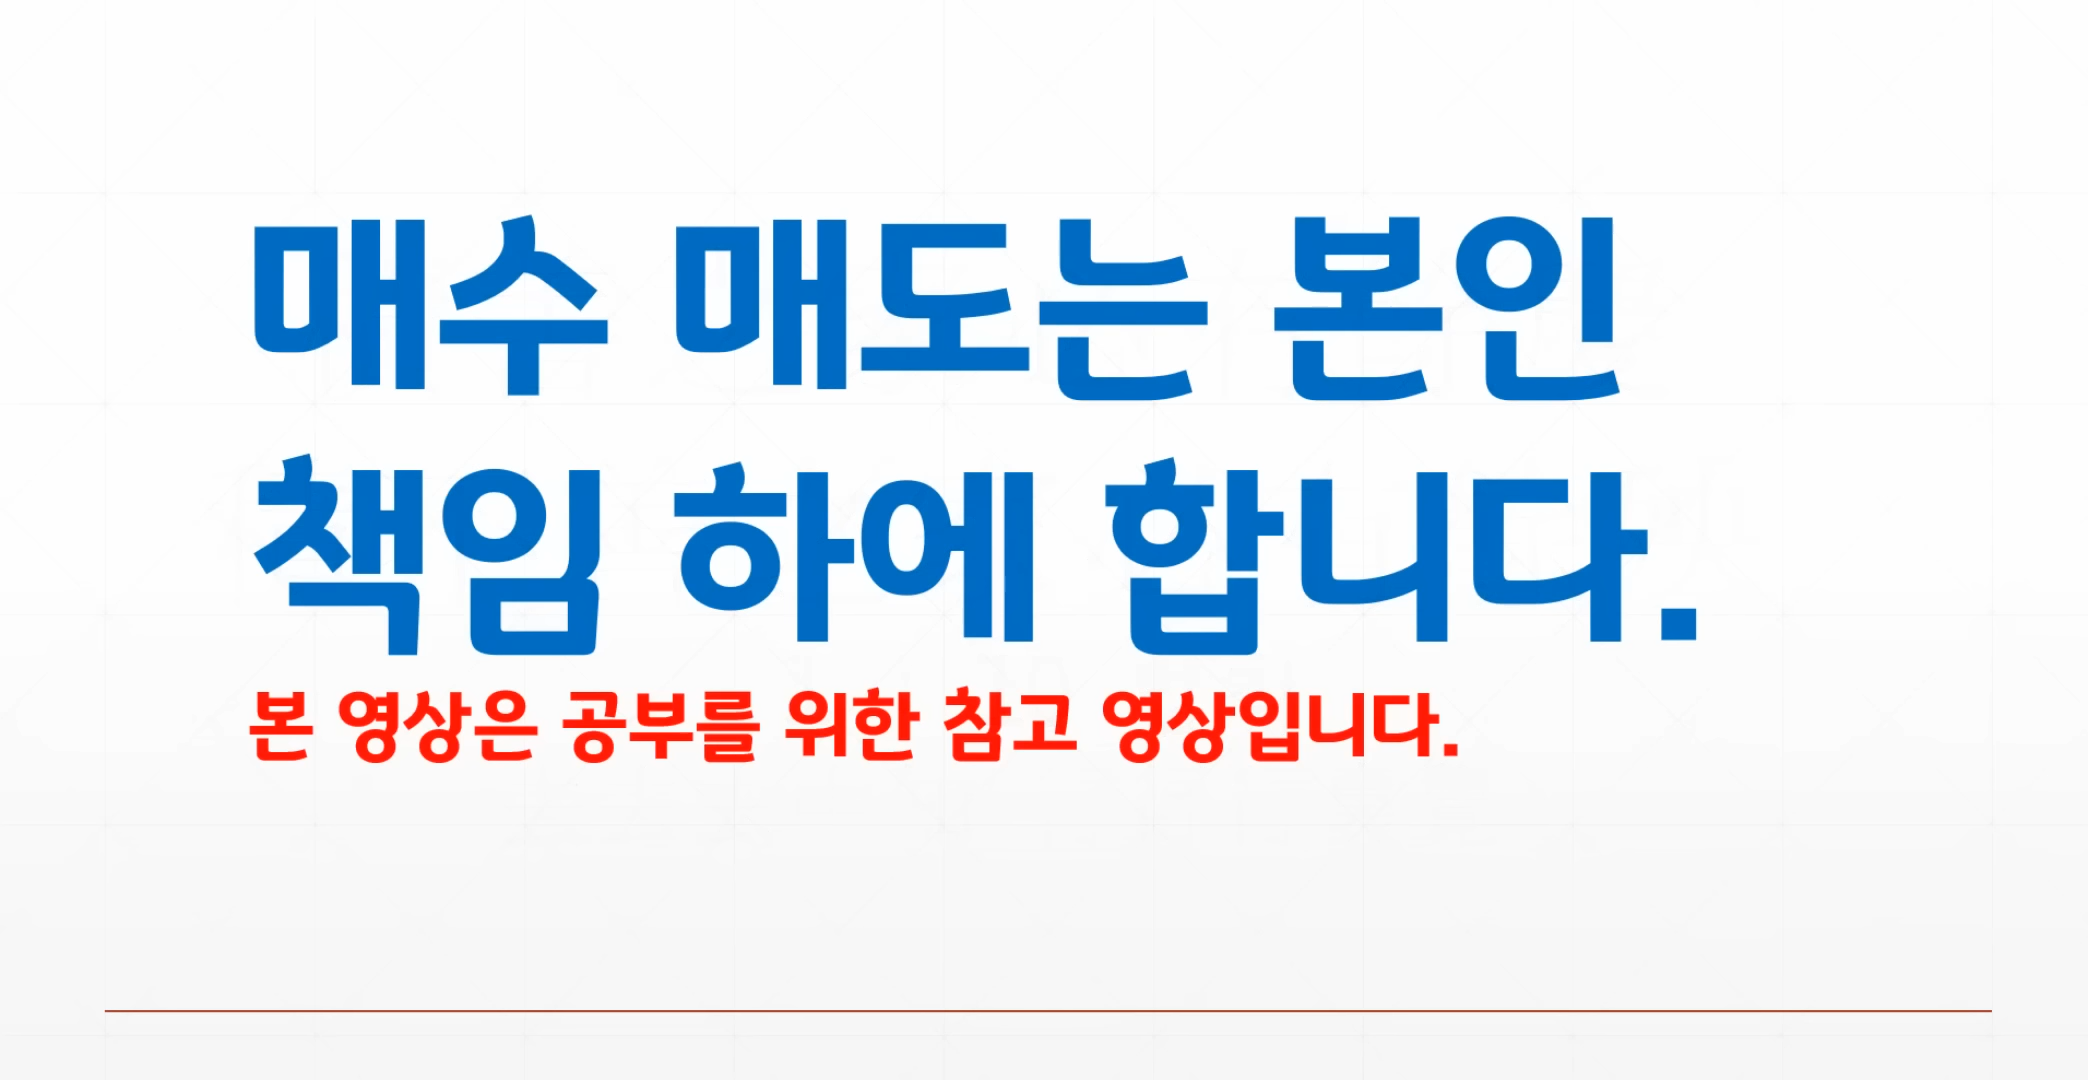 매수 매도는 본인
책임 하에 합니다.
본 영상은 공부를 위한 참고 영상입니다.